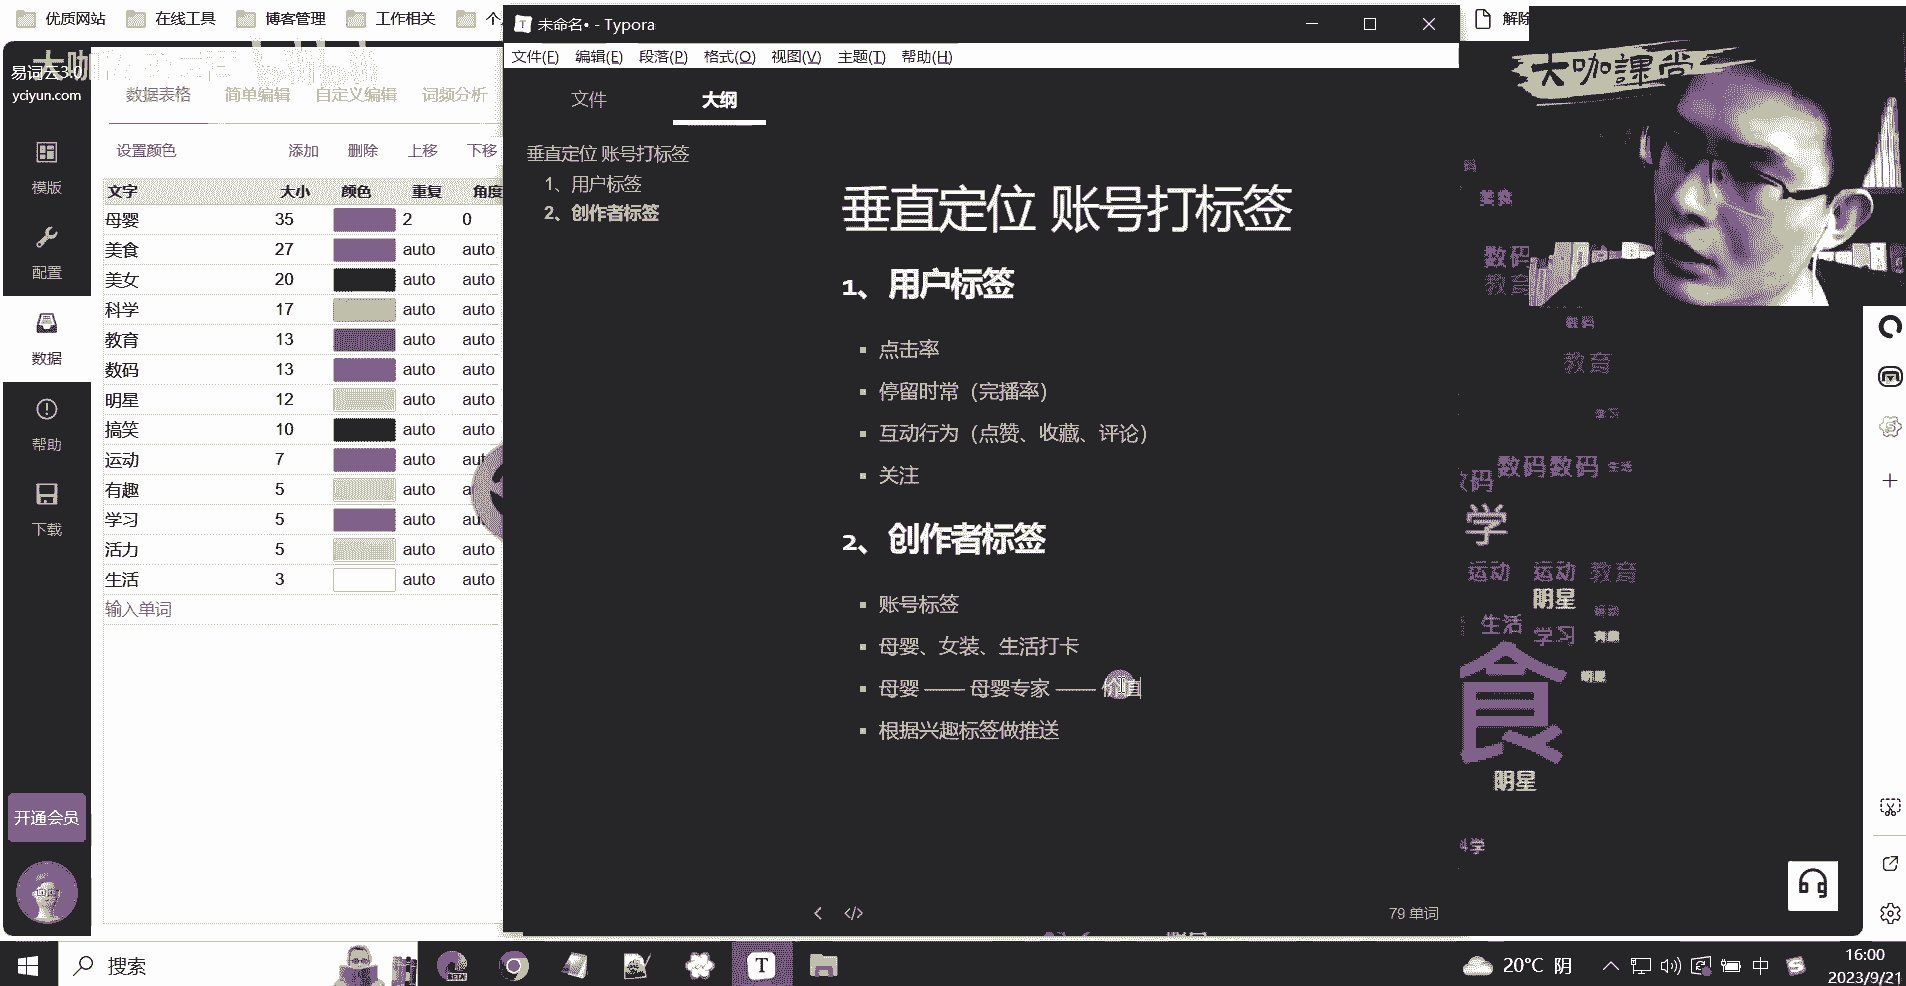 优质网站
在线工具
博客管理
工作相关
未命名• - Typora
解除
大咖課堂
易词云3.0
yciyun.com
文件(F) 编辑(E) 段落(P) 格式(O) 视图(V) 主题(T) 帮助(H)
数据表格 简单编辑 自定义编辑 词频分析
模版
配置
数据
帮助
下载
开通会员
设置颜色 添加 删除 上移 下移
文字 大小 颜色 重复 角度
母婴 35 2 0
美食 27 auto auto
美女 20 auto auto
科学 17 auto auto
教育 13 auto auto
数码 13 auto auto
明星 12 auto auto
搞笑 10 auto auto
运动 7 auto auto
有趣 5 auto
学习 5 auto
活力 5 auto auto
生活 3 auto auto
输入单词
文件 大纲
垂直定位 账号打标签
1、用户标签
2、创作者标签
垂直定位 账号打标签
1、 用户标签
点击率
停留时常（完播率）
互动行为（点赞、收藏、评论）
关注
2、 创作者标签
账号标签
母婴、女装、生活打卡
母婴 —— 母婴专家 —— 价值
根据兴趣标签做推送
79 单词
美食
数码
教育
教育
数码 数码
学
运动 运动 教育
明星
生活 学习
食
明星
搜索
20°C 阴
中
16:00
2023/9/21